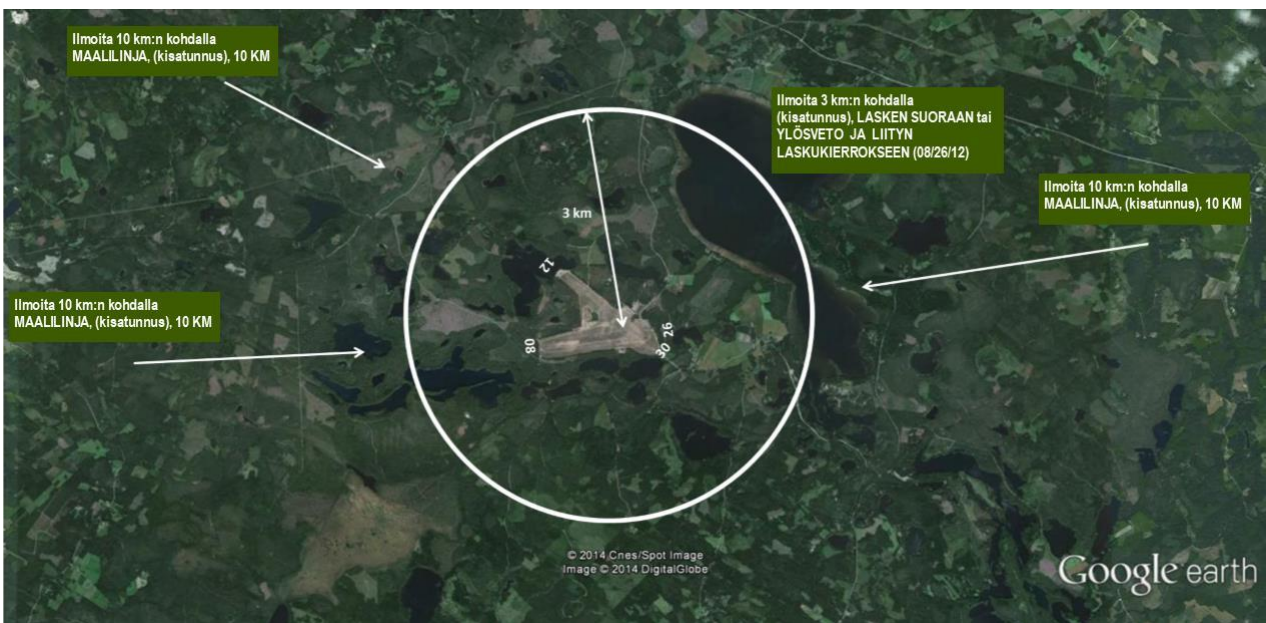 Ilmoita 10 km:n kohdalla
MAALILINJA, (kisatunnus), 10 KM
Ilmoita 3 km:n kohdalla
(kisatunnus), LASKEN SUORAAN tai
YLÖSVETO JA LIITYN
LASKUKIERROKSEEN (08/26/12)
Ilmoita 10 km:n kohdalla
MAALILINJA, (kisatunnus), 10 KM
3 km
12
Ilmoita 10 km:n kohdalla
MAALILINJA, (kisatunnus), 10 KM
08
26
30
© 2014 Cnes/Spot Image
Image © 2014 DigitalGlobe
Google earth